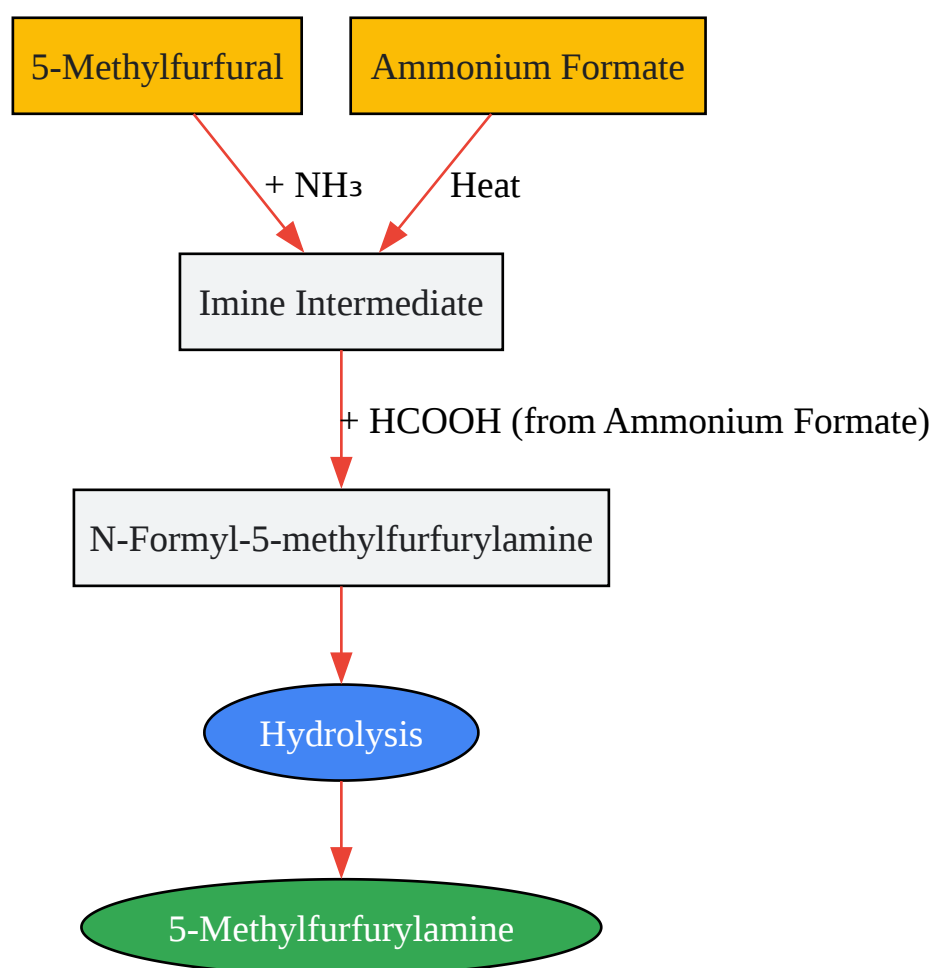 5-Methylfurfural
Ammonium Formate
+ NH₃
Heat
Imine Intermediate
+ HCOOH (from Ammonium Formate)
N-Formyl-5-methylfurfurylamine
Hydrolysis
5-Methylfurfurylamine